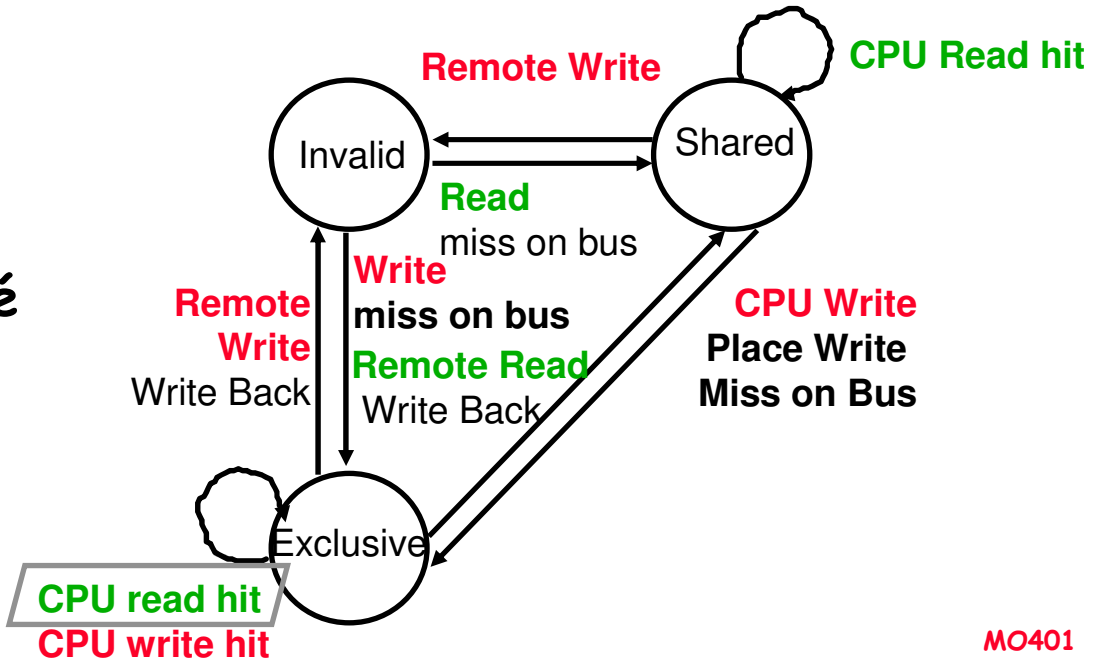 Remote Write
CPU Read hit
Invalid
Shared
Read
miss on bus
Write
miss on bus
Remote
Write
Write Back
Remote Read
Write Back
CPU Write
Place Write
Miss on Bus
é
Exclusive
CPU read hit
CPU write hit
MO401